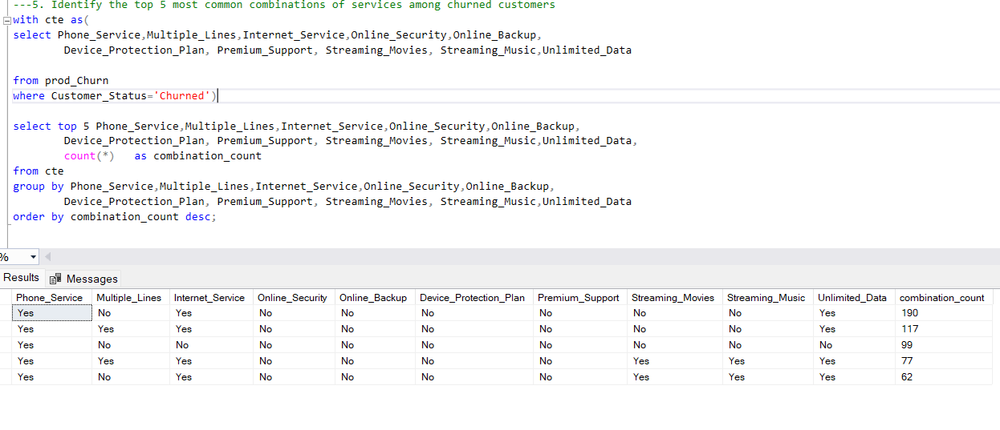 ---5. Identify the top 5 most common combinations of services among churned customers
with cte as(
select Phone_Service,Multiple_Lines,Internet_Service,Online_Security,Online_Backup,
Device_Protection_Plan, Premium_Support, Streaming_Movies, Streaming_Music,Unlimited_Data
from prod_Churn
where Customer_Status='Churned')
select top 5 Phone_Service,Multiple_Lines,Internet_Service,Online_Security,Online_Backup,
Device_Protection_Plan, Premium_Support, Streaming_Movies, Streaming_Music,Unlimited_Data,
count(*) as combination_count
from cte
group by Phone_Service,Multiple_Lines,Internet_Service,Online_Security,Online_Backup,
Device_Protection_Plan, Premium_Support, Streaming_Movies, Streaming_Music,Unlimited_Data
order by combination_count desc;
%
Results Messages
Phone_Service Multiple_Lines Internet_Service Online_Security Online_Backup Device_Protection_Plan Premium_Support Streaming_Movies Streaming_Music Unlimited_Data combination_count
Yes No Yes No No No No No No Yes 190
Yes Yes Yes No No No No No No Yes 117
Yes No No No No No No No No No 99
Yes Yes Yes No No No No Yes Yes Yes 77
Yes No Yes No No No No Yes Yes Yes 62